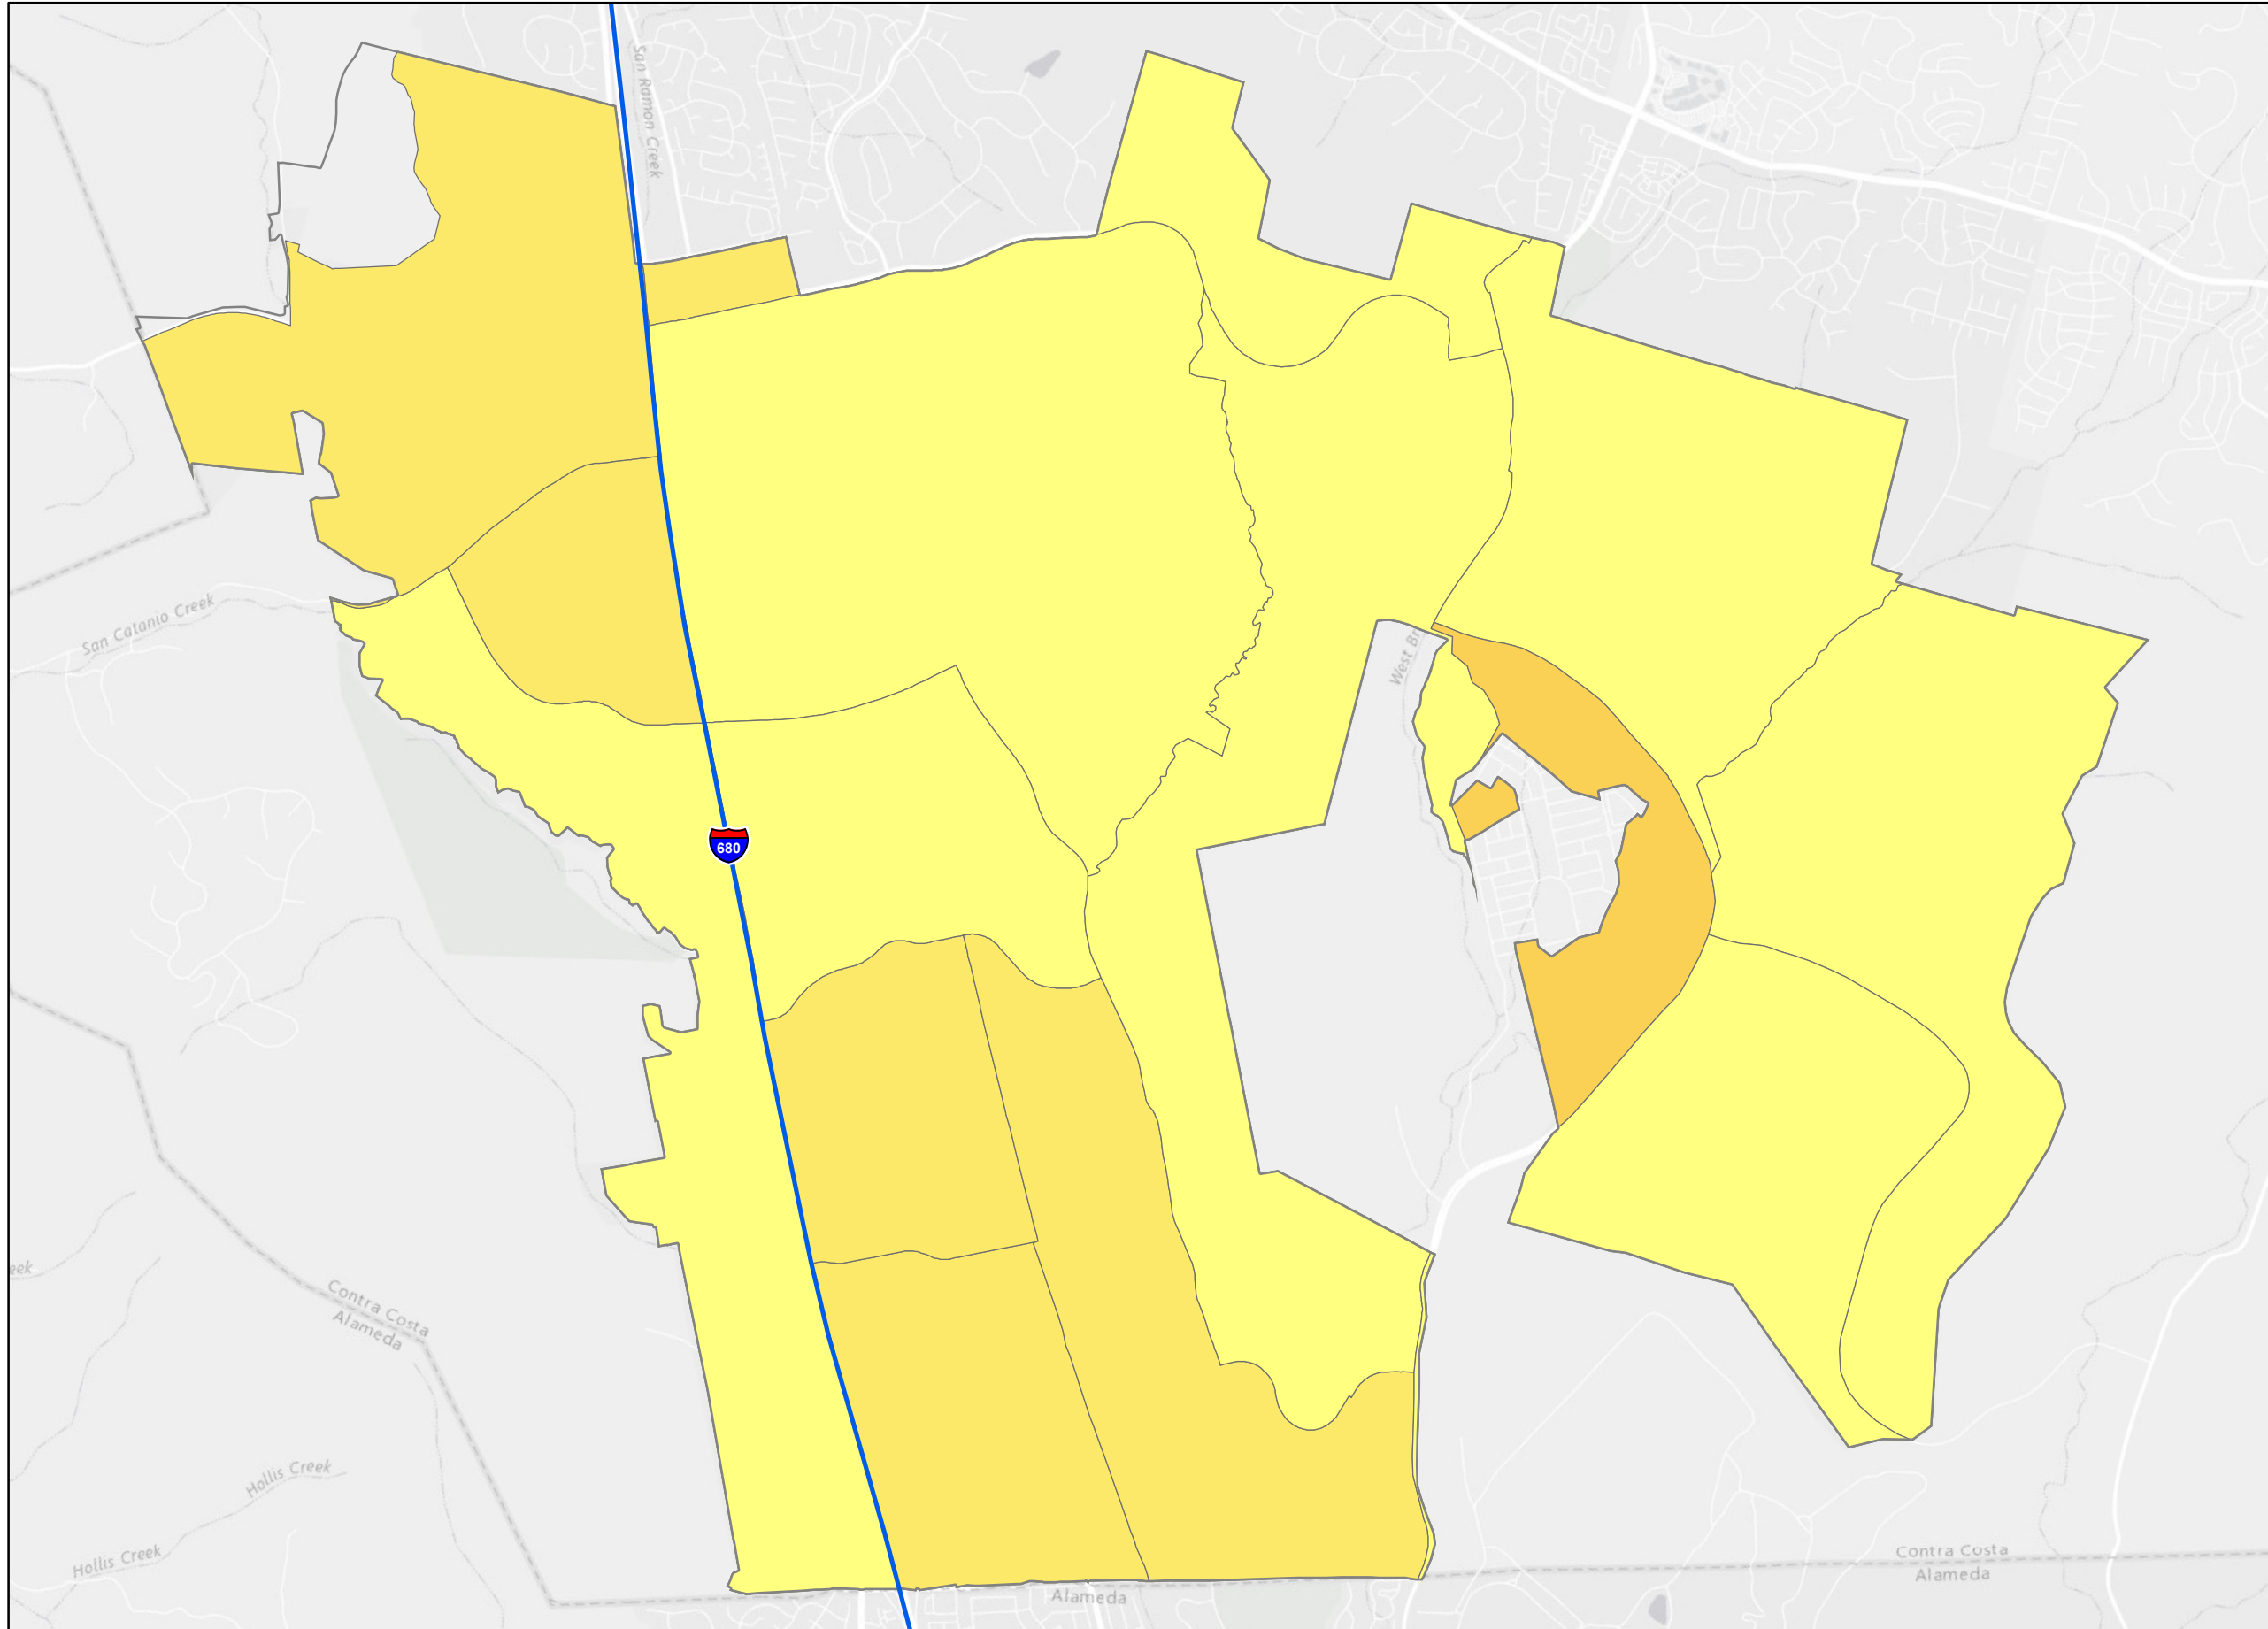 San Ramon Creek
San Catanio Creek
West Br
680
eek
Contra Costa
Alameda
Hollis Creek
Hollis Creek
Contra Costa
Alameda
Alameda